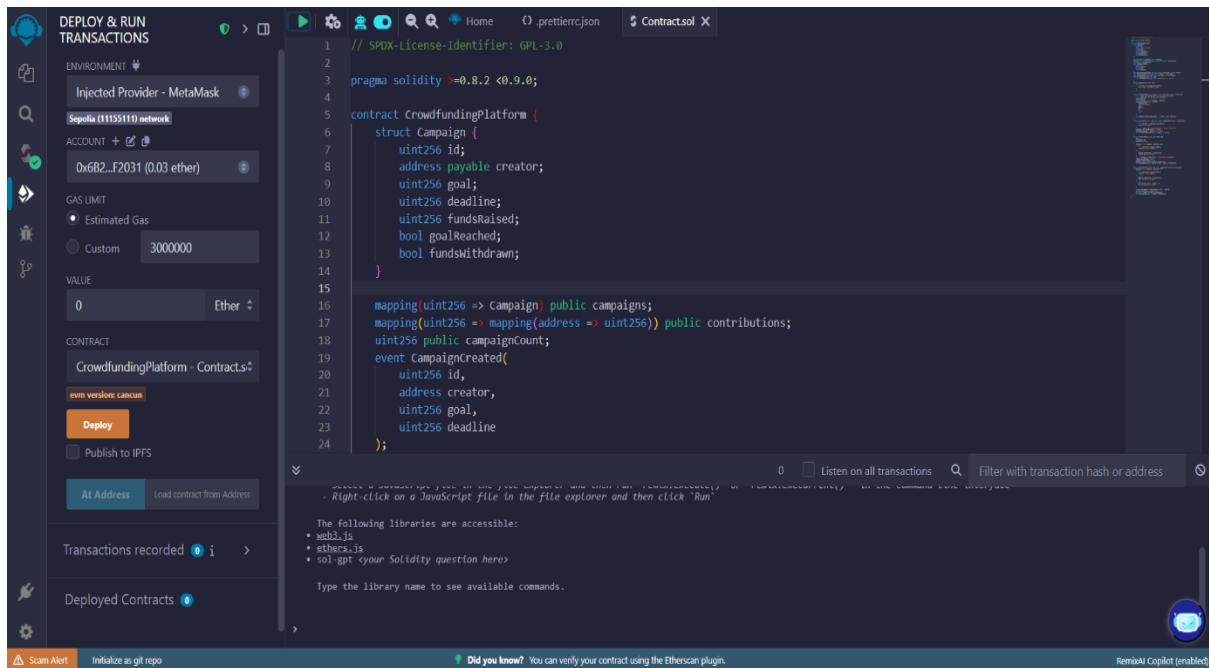 DEPLOY & RUN
TRANSACTIONS
ENVIRONMENT
Injected Provider - MetaMask
Sepolia (11155111) network
ACCOUNT
0x6B2...F2031 (0.03 ether)
GAS LIMIT
Estimated Gas
Custom 3000000
VALUE
0 Ether
CONTRACT
CrowdfundingPlatform - Contract.s
evm version: cancun
Deploy
Publish to IPFS
At Address Load contract from Address
Transactions recorded 0 i
Deployed Contracts 0
Home .prettierrc.json Contract.sol
1 // SPDX-License-Identifier: GPL-3.0
2
3 pragma solidity >=0.8.2 <0.9.0;
4
5 contract CrowdfundingPlatform {
6 struct Campaign {
7 uint256 id;
8 address payable creator;
9 uint256 goal;
10 uint256 deadline;
11 uint256 fundsRaised;
12 bool goalReached;
13 bool fundsWithdrawn;
14 }
15
16 mapping(uint256 => Campaign) public campaigns;
17 mapping(uint256 => mapping(address => uint256)) public contributions;
18 uint256 public campaignCount;
19 event CampaignCreated(
20 uint256 id,
21 address creator,
22 uint256 goal,
23 uint256 deadline
24 );
0 Listen on all transactions Filter with transaction hash or address
- Right-click on a JavaScript file in the file explorer and then click `Run`
The following libraries are accessible:
• web3.js
• ethers.js
• sol-gpt <your Solidity question here>
Type the library name to see available commands.
>
Scam Alert Initialize as git repo Did you know? You can verify your contract using the Etherscan plugin. RemixAI Copilot (enabled)